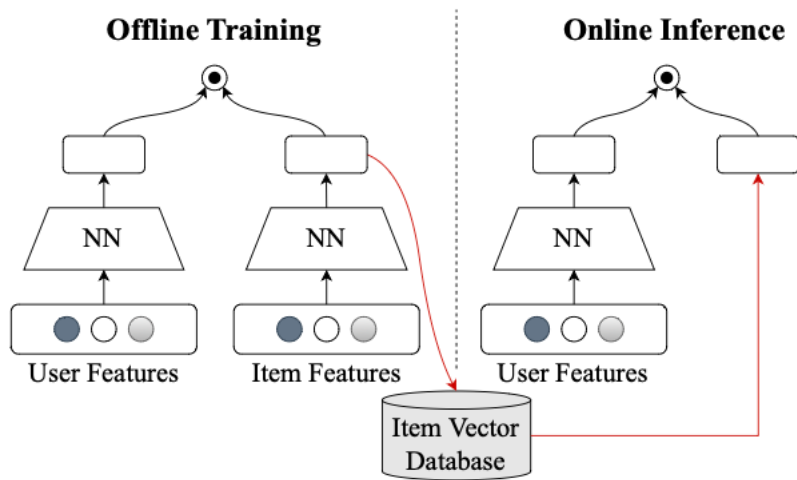 Offline Training
Online Inference
NN
NN
NN
User Features
Item Features
User Features
Item Vector
Database